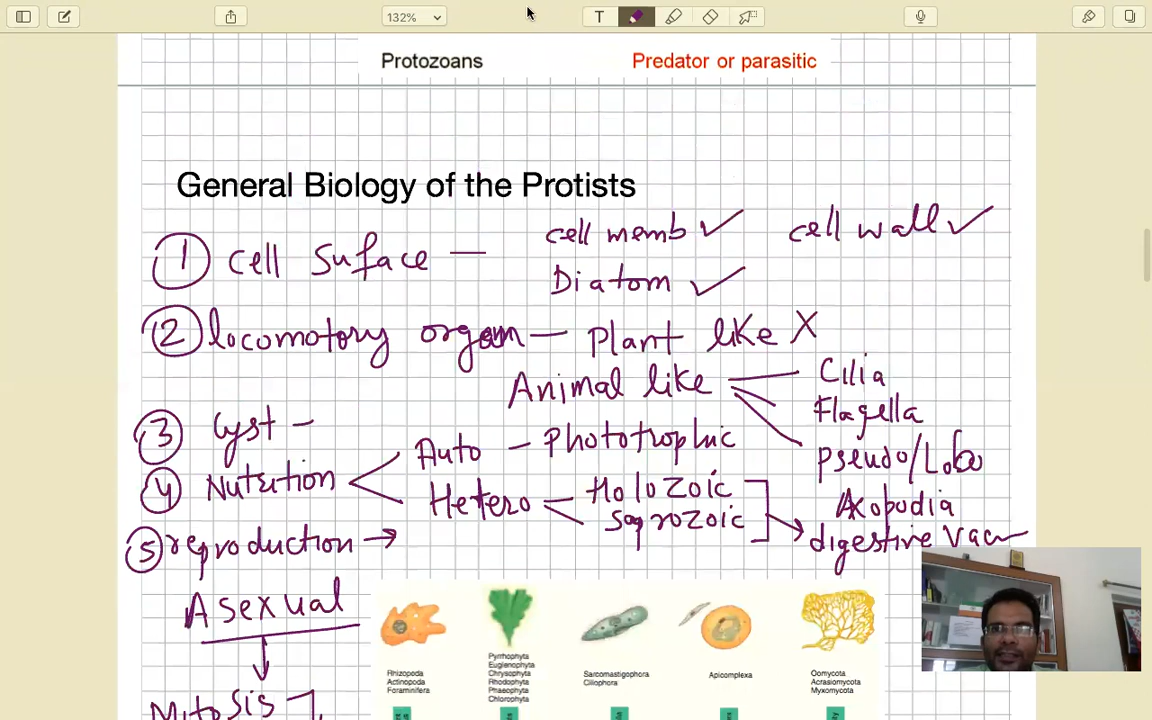 132%
T
Protozoans Predator or parasitic
General Biology of the Protists
① Cell Suface — cell memb ✓ cell wall ✓
Diatom ✓
② locomotory organ — Plant like X
Animal like Cilia
Flagella
pseudo/Lobo
Axopodia
③ Cyst —
④ Nutrition Auto — Phototrophic
Hetero — Holozoic
Saprozoic
digestive vac
⑤ reproduction →
Asexual
Mitosis
Rhizopoda
Actinopoda
Foraminifera
Pyrrhophyta
Euglenophyta
Chrysophyta
Rhodophyta
Phaeophyta
Chlorophyta
Sarcomastigophora
Ciliophora
Apicomplexa
Oomycota
Acrasiomycota
Myxomycota